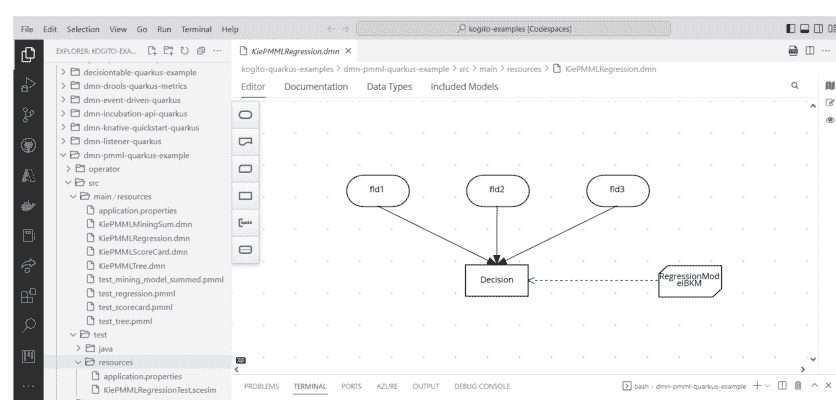 File Edit Selection View Go Run Terminal Help
kogito-examples [Codespaces]
EXPLORER: KOGITO-EXA...
KiePMMLRegression.dmn
kogito-quarkus-examples > dmn-pmml-quarkus-example > src > main > resources > KiePMMLRegression.dmn
Editor Documentation Data Types Included Models
decisiontable-quarkus-example
dmn-drools-quarkus-metrics
dmn-event-driven-quarkus
dmn-incubation-api-quarkus
dmn-knative-quickstart-quarkus
dmn-listener-quarkus
dmn-pmml-quarkus-example
operator
src
main / resources
application.properties
KiePMMLMiningSum.dmn
KiePMMLRegression.dmn
KiePMMLScoreCard.dmn
KiePMMLTree.dmn
test_mining_model_summed.pmml
test_regression.pmml
test_scorecard.pmml
test_tree.pmml
test
java
resources
application.properties
KiePMMLRegressionTest.scesim
fld1
fld2
fld3
Decision
RegressionMod
elBKM
PROBLEMS TERMINAL PORTS AZURE OUTPUT DEBUG CONSOLE
bash - dmn-pmml-quarkus-example